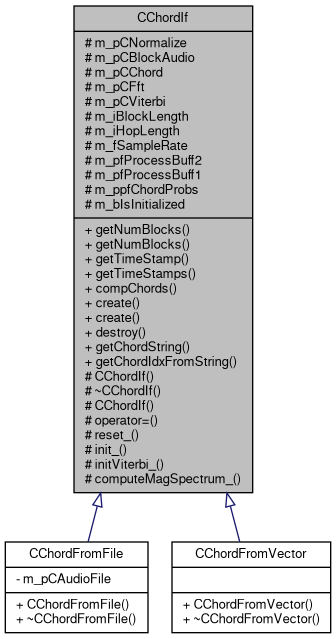 CChordIf
# m_pCNormalize
# m_pCBlockAudio
# m_pCChord
# m_pCFft
# m_pCViterbi
# m_iBlockLength
# m_iHopLength
# m_fSampleRate
# m_pfProcessBuff2
# m_pfProcessBuff1
# m_ppfChordProbs
# m_bIsInitialized
+ getNumBlocks()
+ getNumBlocks()
+ getTimeStamp()
+ getTimeStamps()
+ compChords()
+ create()
+ create()
+ destroy()
+ getChordString()
+ getChordIdxFromString()
# CChordIf()
# ~CChordIf()
# CChordIf()
# operator=()
# reset_()
# init_()
# initViterbi_()
# computeMagSpectrum_()
CChordFromFile
- m_pCAudioFile
+ CChordFromFile()
+ ~CChordFromFile()
CChordFromVector
+ CChordFromVector()
+ ~CChordFromVector()